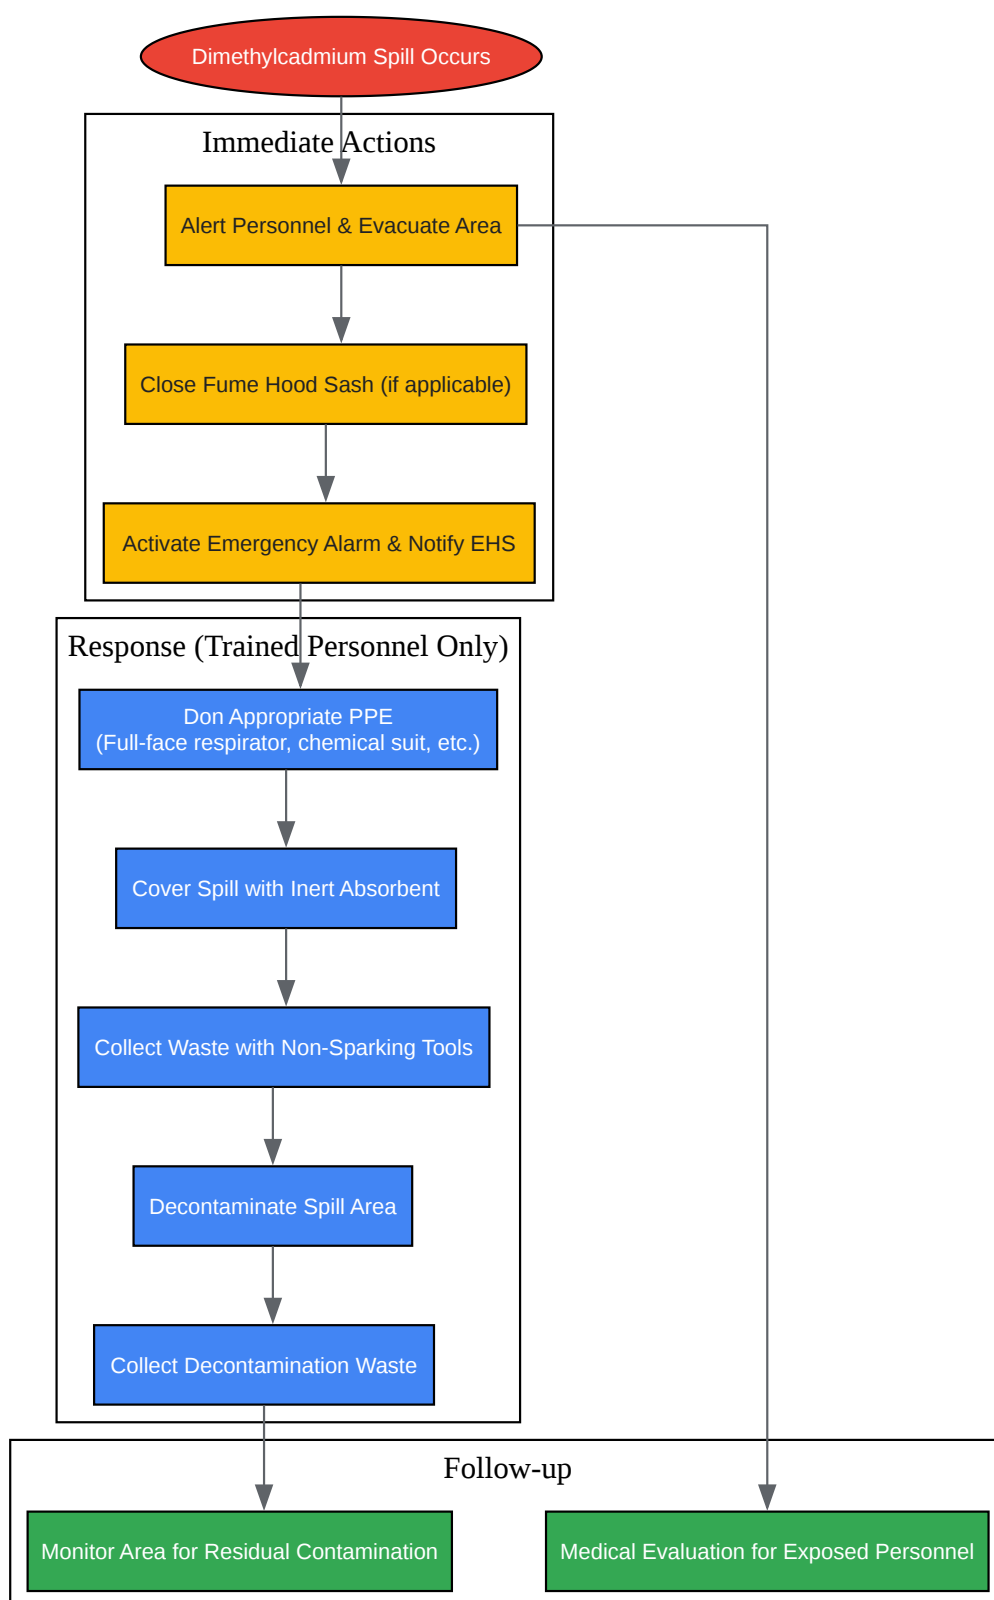 Dimethylcadmium Spill Occurs
Immediate Actions
Alert Personnel & Evacuate Area
Close Fume Hood Sash (if applicable)
Activate Emergency Alarm & Notify EHS
Response (Trained Personnel Only)
Don Appropriate PPE
(Full-face respirator, chemical suit, etc.)
Cover Spill with Inert Absorbent
Collect Waste with Non-Sparking Tools
Decontaminate Spill Area
Collect Decontamination Waste
Follow-up
Monitor Area for Residual Contamination
Medical Evaluation for Exposed Personnel